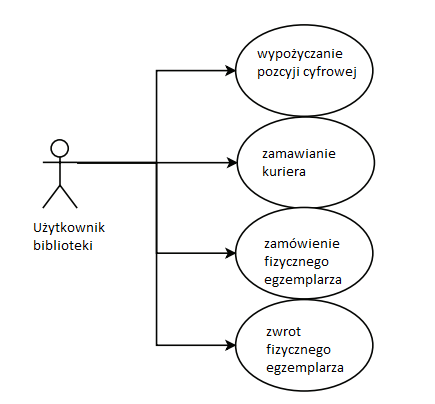 wypożyczanie
pozcyji cyfrowej
zamawianie
kuriera
Użytkownik
biblioteki
zamówienie
fizycznego
egzemplarza
zwrot
fizycznego
egzemplarza